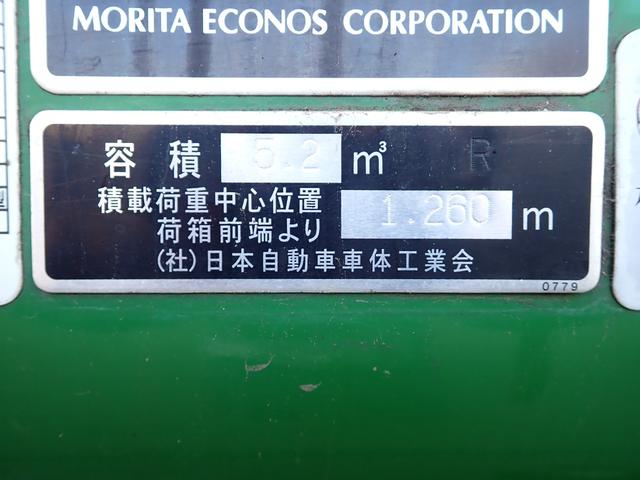 MORITA ECONOS CORPORATION
容積 5.2 m³ R
積載荷重中心位置
荷箱前端より 1.260 m
(社)日本自動車車体工業会
0779